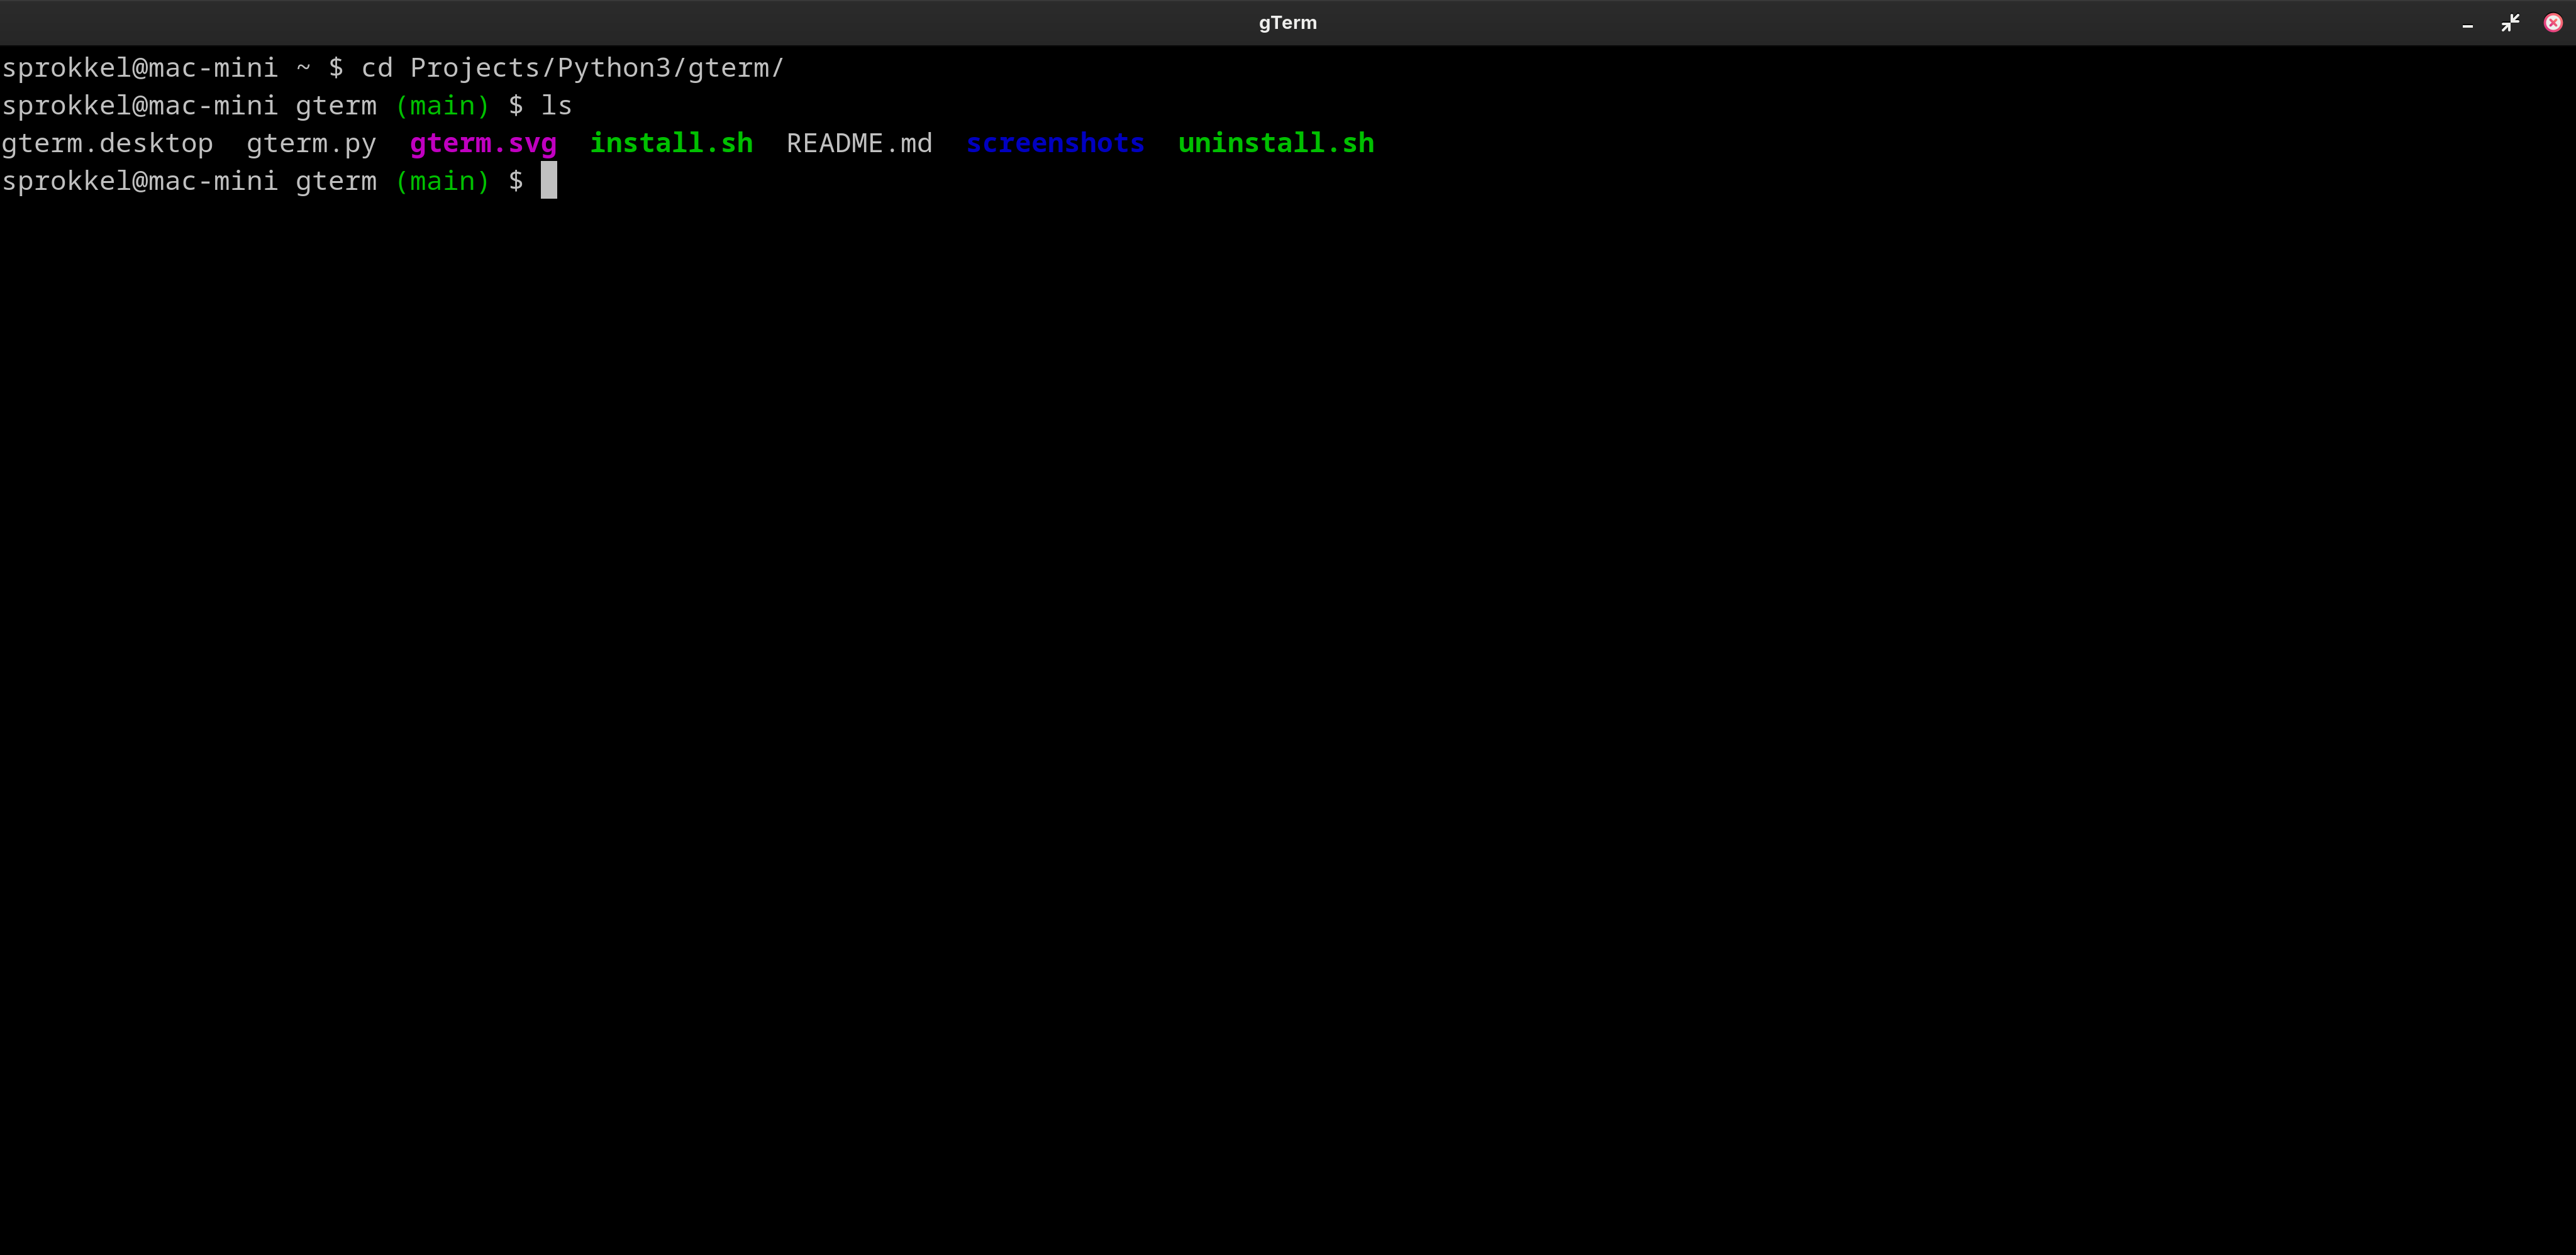 gTerm
sprokkel@mac-mini ~ $ cd Projects/Python3/gterm/
sprokkel@mac-mini gterm (main) $ ls
gterm.desktop  gterm.py  gterm.svg  install.sh  README.md  screenshots  uninstall.sh
sprokkel@mac-mini gterm (main) $